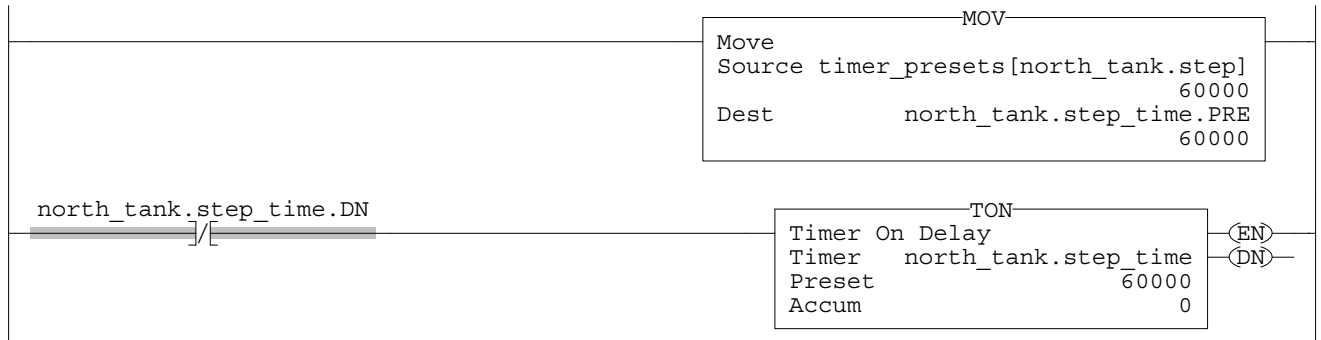 MOV
Move
Source timer_presets[north_tank.step]
60000
Dest north_tank.step_time.PRE
60000
north_tank.step_time.DN
TON
Timer On Delay
Timer north_tank.step_time
Preset 60000
Accum 0
EN
DN